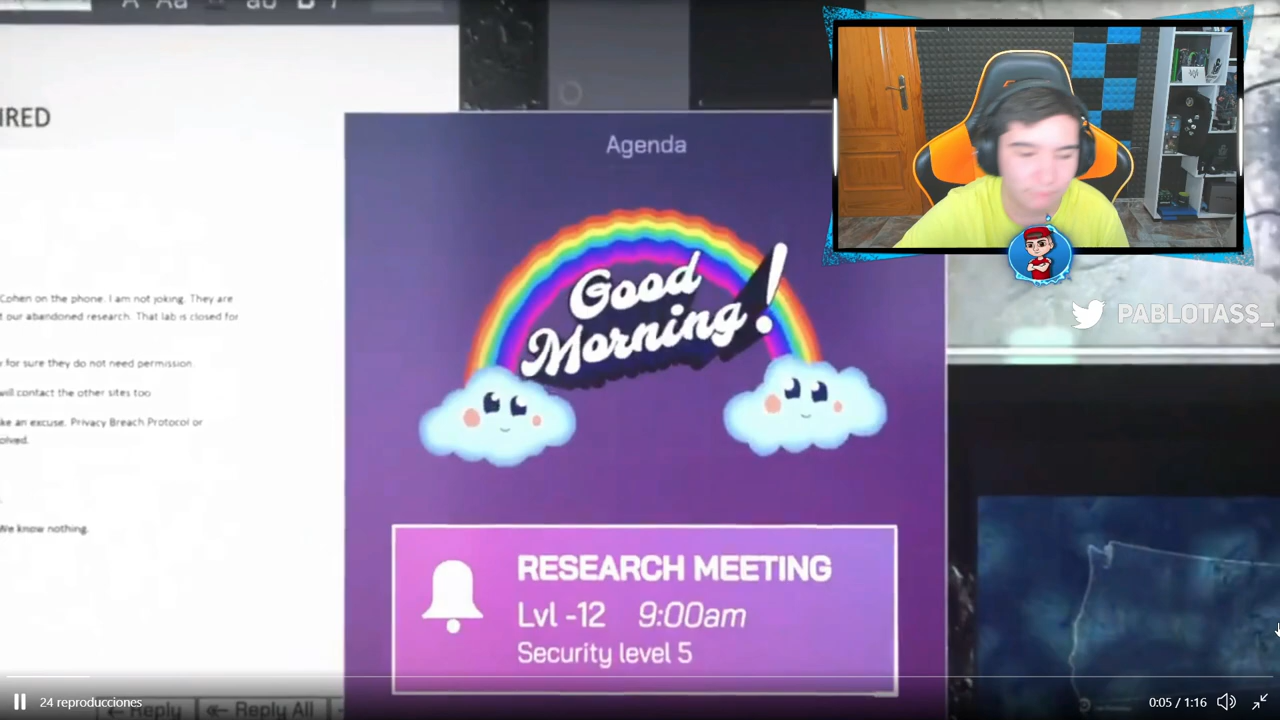 A Aa ab B I
IRED
Cohen on the phone. I am not joking. They are
t our abandoned research. That lab is closed for
for sure they do not need permission.
will contact the other sites too
ke an excuse. Privacy Breach Protocol or
olved.
We know nothing.
Reply Reply All
Agenda
Good
Morning!
RESEARCH MEETING
Lvl -12 9:00am
Security level 5
PABLOTASS_
24 reproducciones
0:05 / 1:16